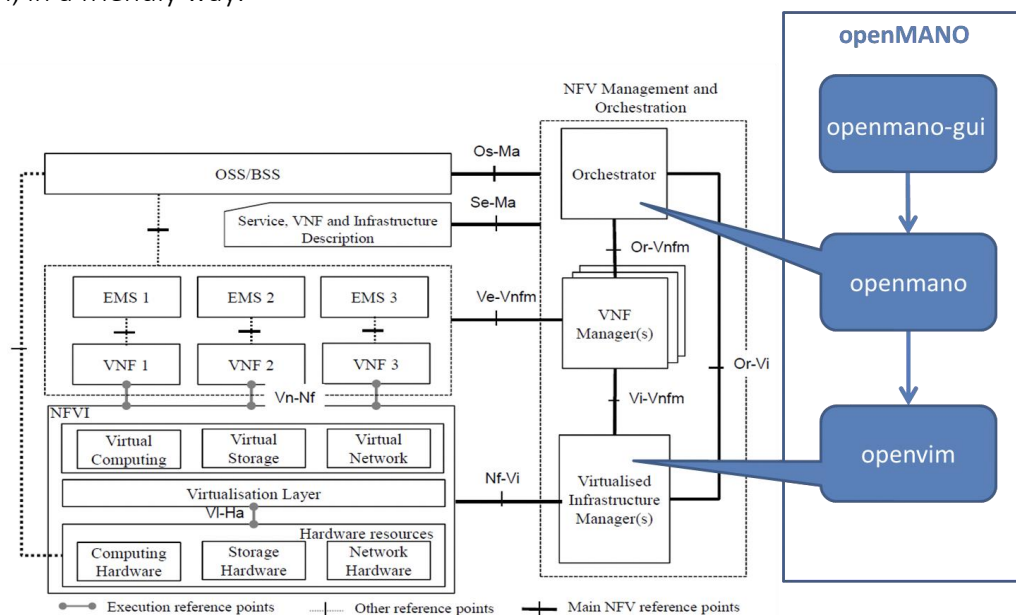 in a friendly way.
openMANO
openmano-gui
openmano
openvim
NFV Management and
Orchestration
Os-Ma
OSS/BSS
Orchestrator
Se-Ma
Service, VNF and Infrastructure
Description
Or-Vnfm
EMS 1
EMS 2
EMS 3
Ve-Vnfm
VNF
Manager(s)
VNF 1
VNF 2
VNF 3
Or-Vi
Vn-Nf
Vi-Vnfm
NFVI
Virtual
Computing
Virtual
Storage
Virtual
Network
Nf-Vi
Virtualisation Layer
Virtualised
Infrastructure
Manager(s)
Vl-Ha
Hardware resources
Computing
Hardware
Storage
Hardware
Network
Hardware
Execution reference points
Other reference points
Main NFV reference points